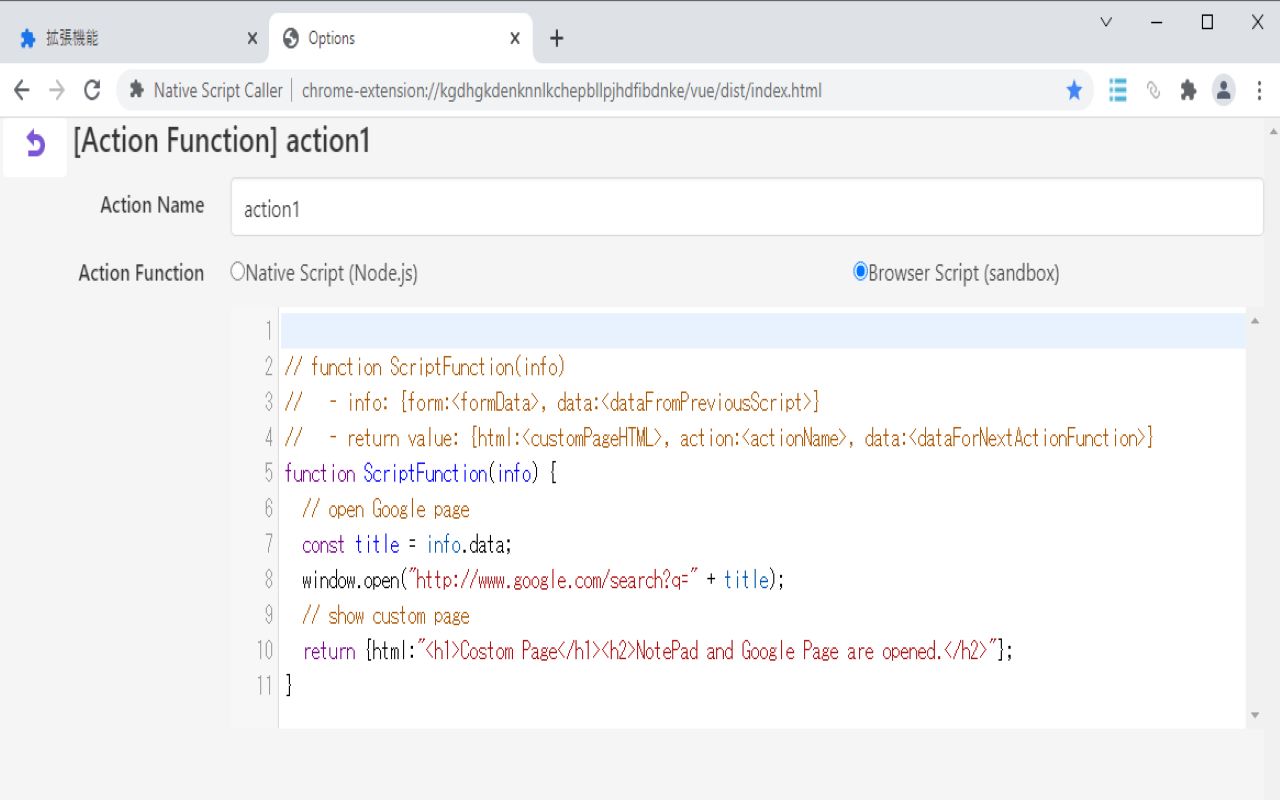 拡張機能
Options
Native Script Caller
chrome-extension://kgdhgkdenknnlkchepbllpjhdfibdnke/vue/dist/index.html
[Action Function] action1
Action Name
action1
Action Function
Native Script (Node.js)
Browser Script (sandbox)
1
2 // function ScriptFunction(info)
3 //   - info: {form:<formData>, data:<dataFromPreviousScript>}
4 //   - return value: {html:<customPageHTML>, action:<actionName>, data:<dataForNextActionFunction>}
5 function ScriptFunction(info) {
6   // open Google page
7   const title = info.data;
8   window.open("http://www.google.com/search?q=" + title);
9   // show custom page
10   return {html:"<h1>Costom Page</h1><h2>NotePad and Google Page are opened.</h2>"};
11 }